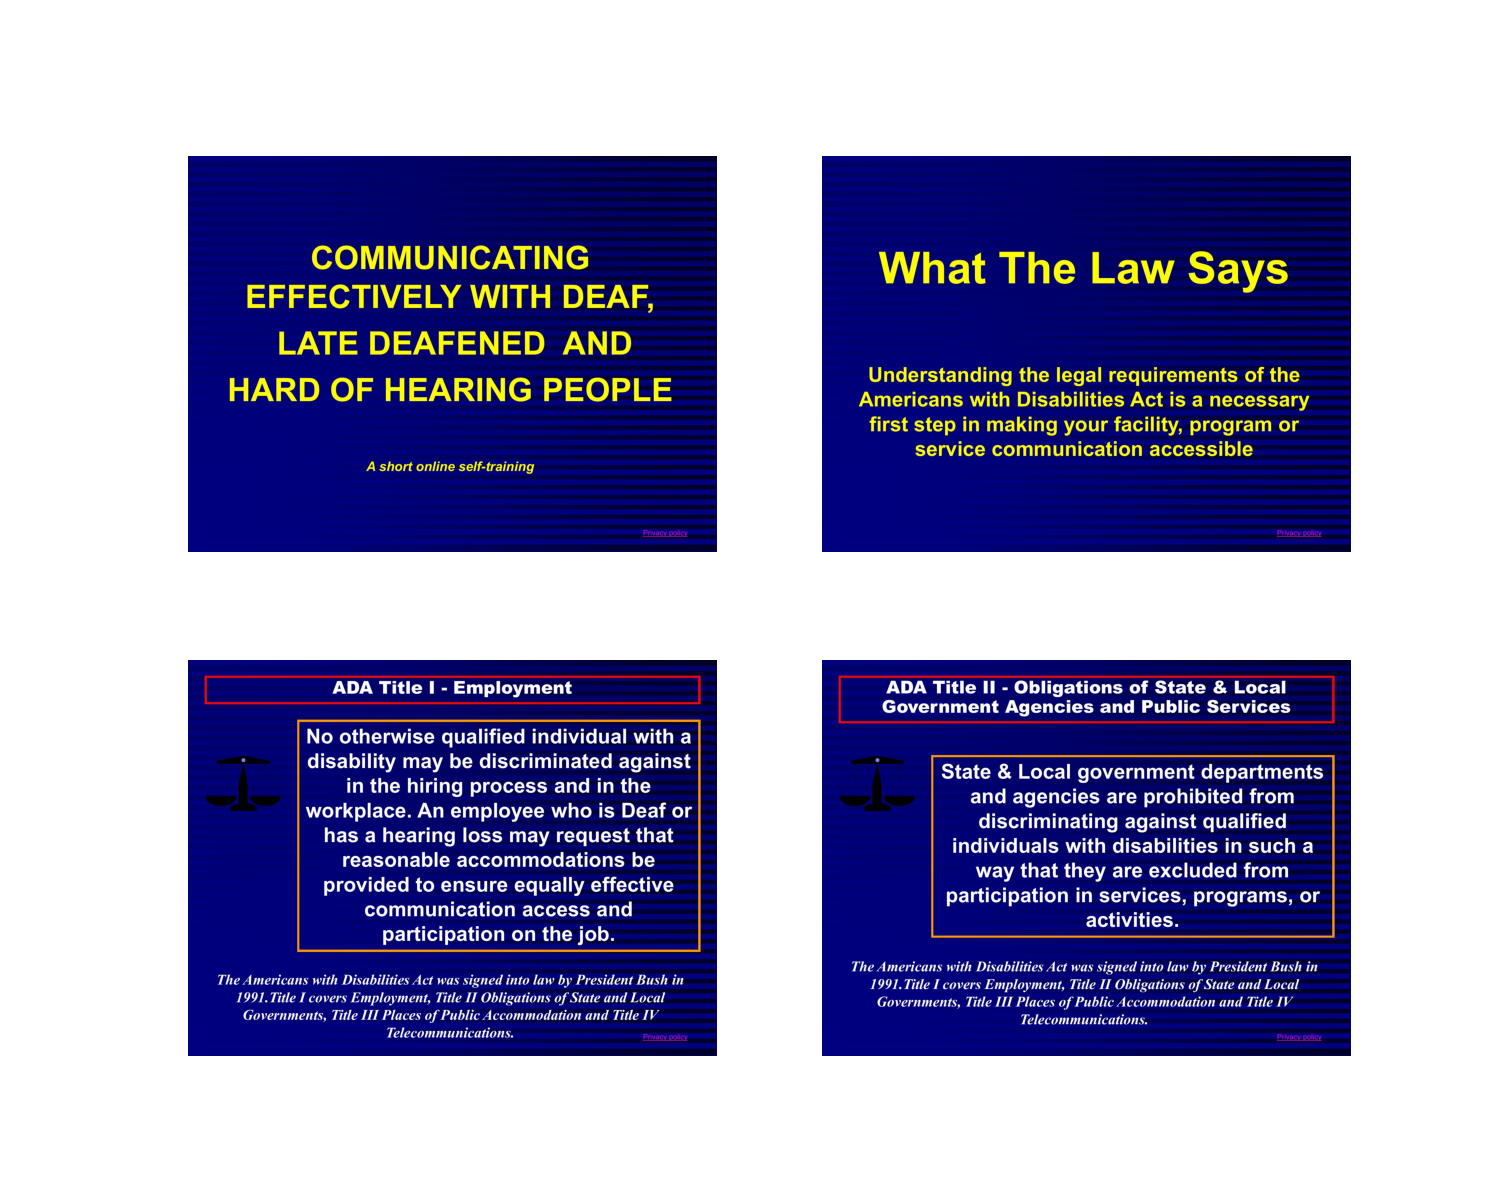 COMMUNICATING
EFFECTIVELY WITH DEAF,
LATE DEAFENED AND
HARD OF HEARING PEOPLE
A short online self-training
Privacy policy
What The Law Says
Understanding the legal requirements of the
Americans with Disabilities Act is a necessary
first step in making your facility, program or
service communication accessible
Privacy policy
ADA Title I - Employment
No otherwise qualified individual with a
disability may be discriminated against
in the hiring process and in the
workplace. An employee who is Deaf or
has a hearing loss may request that
reasonable accommodations be
provided to ensure equally effective
communication access and
participation on the job.
The Americans with Disabilities Act was signed into law by President Bush in
1991.Title I covers Employment, Title II Obligations of State and Local
Governments, Title III Places of Public Accommodation and Title IV
Telecommunications.
Privacy policy
ADA Title II - Obligations of State & Local
Government Agencies and Public Services
State & Local government departments
and agencies are prohibited from
discriminating against qualified
individuals with disabilities in such a
way that they are excluded from
participation in services, programs, or
activities.
The Americans with Disabilities Act was signed into law by President Bush in
1991.Title I covers Employment, Title II Obligations of State and Local
Governments, Title III Places of Public Accommodation and Title IV
Telecommunications.
Privacy policy